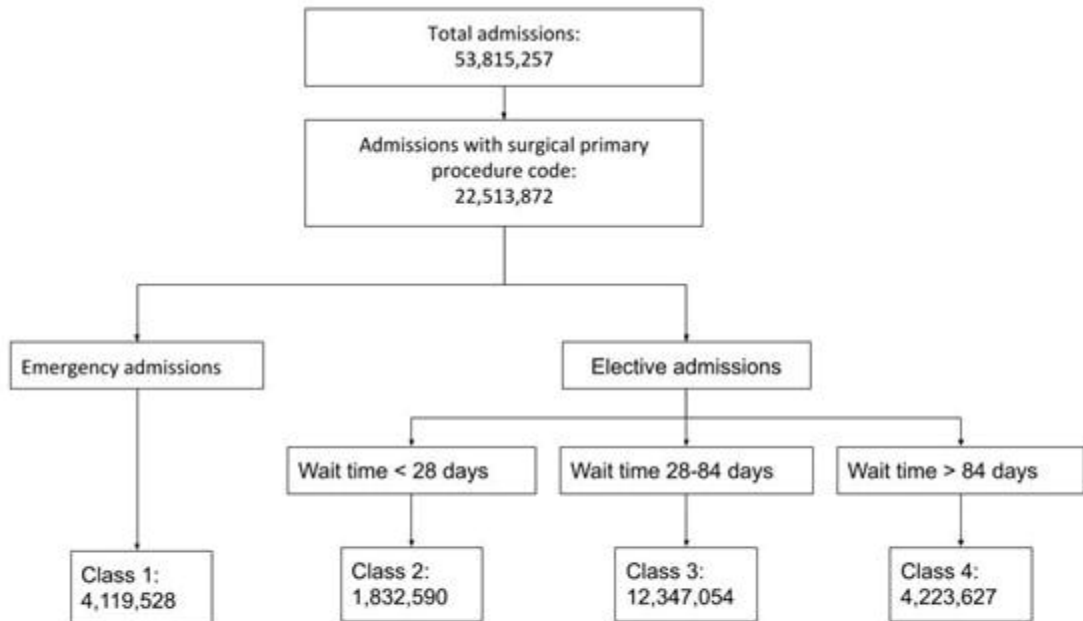 Total admissions:
53,815,257
Admissions with surgical primary
procedure code:
22,513,872
Emergency admissions
Elective admissions
Wait time < 28 days
Wait time 28-84 days
Wait time > 84 days
Class 1:
4,119,528
Class 2:
1,832,590
Class 3:
12,347,054
Class 4:
4,223,627